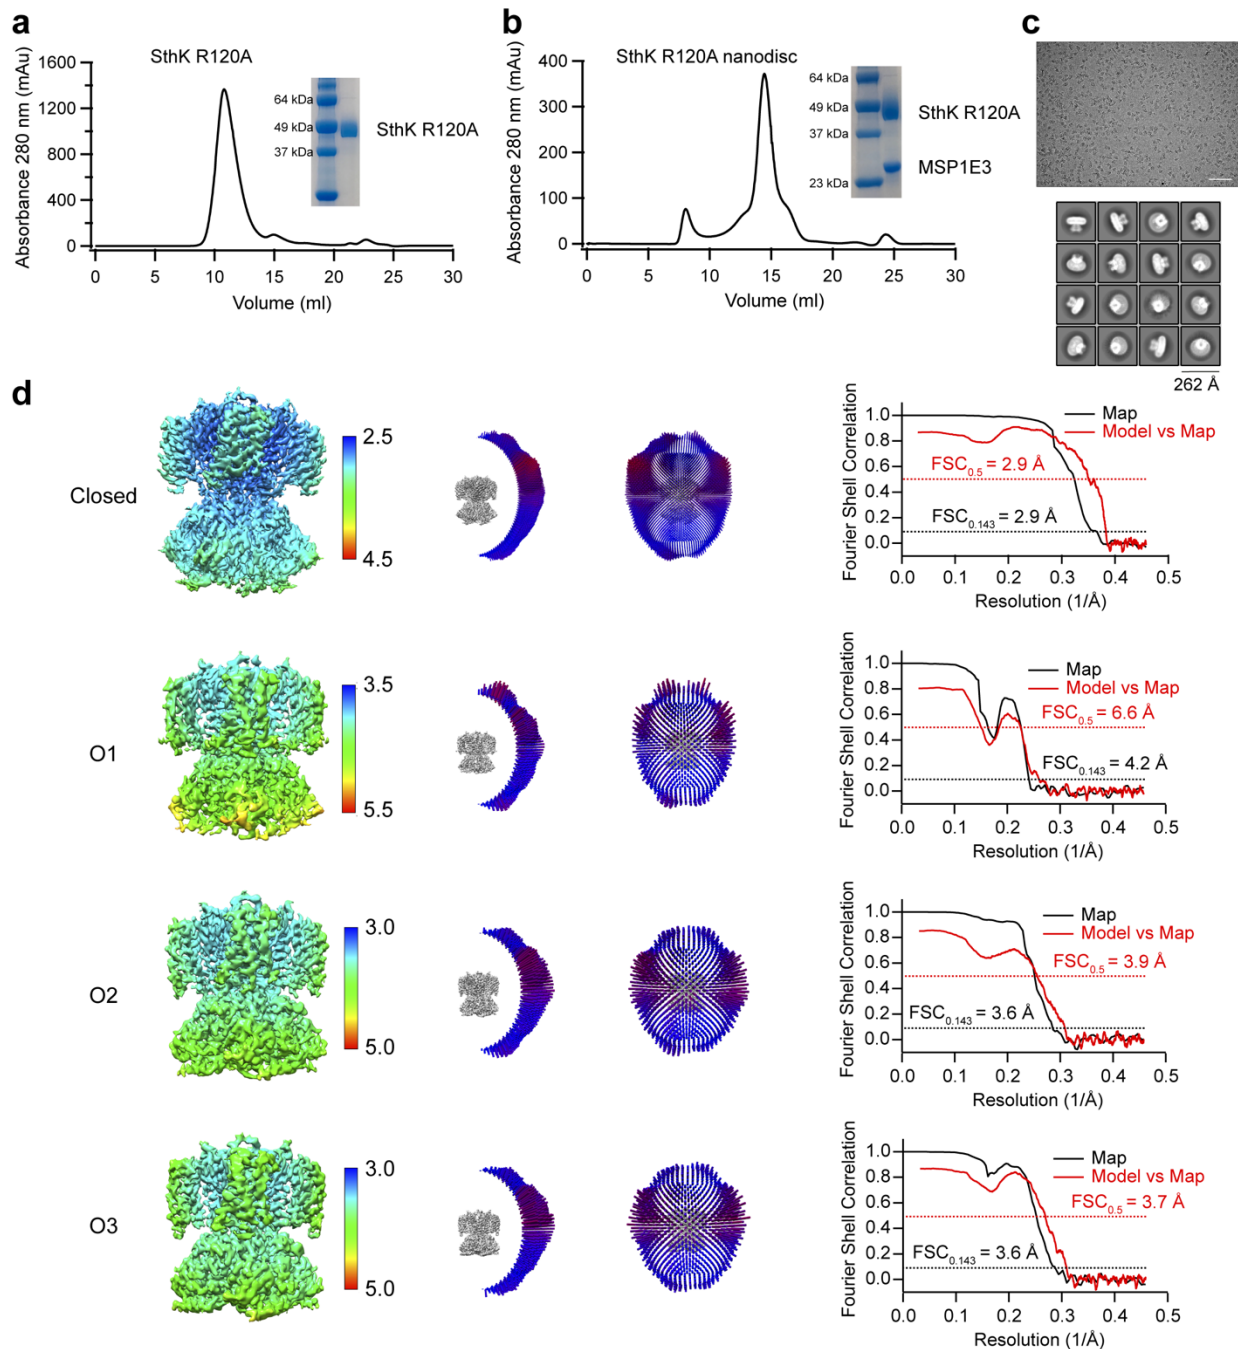 a
SthK R120A
Absorbance 280 nm (mAu)
1600
1200
800
400
0
0 5 10 15 20 25 30
Volume (ml)
64 kDa
49 kDa
37 kDa
SthK R120A
b
SthK R120A nanodisc
Absorbance 280 nm (mAu)
400
300
200
100
0
0 5 10 15 20 25 30
Volume (ml)
64 kDa
49 kDa
37 kDa
23 kDa
SthK R120A
MSP1E3
c
262 Å
d
Closed
2.5
4.5
Fourier Shell Correlation
1.0
0.8
0.6
0.4
0.2
0.0
Map
Model vs Map
FSC0.5 = 2.9 Å
FSC0.143 = 2.9 Å
0.0 0.1 0.2 0.3 0.4 0.5
Resolution (1/Å)
O1
3.5
5.5
Fourier Shell Correlation
1.0
0.8
0.6
0.4
0.2
0.0
Map
Model vs Map
FSC0.5 = 6.6 Å
FSC0.143 = 4.2 Å
0.0 0.1 0.2 0.3 0.4 0.5
Resolution (1/Å)
O2
3.0
5.0
Fourier Shell Correlation
1.0
0.8
0.6
0.4
0.2
0.0
Map
Model vs Map
FSC0.5 = 3.9 Å
FSC0.143 = 3.6 Å
0.0 0.1 0.2 0.3 0.4 0.5
Resolution (1/Å)
O3
3.0
5.0
Fourier Shell Correlation
1.0
0.8
0.6
0.4
0.2
0.0
Map
Model vs Map
FSC0.5 = 3.7 Å
FSC0.143 = 3.6 Å
0.0 0.1 0.2 0.3 0.4 0.5
Resolution (1/Å)